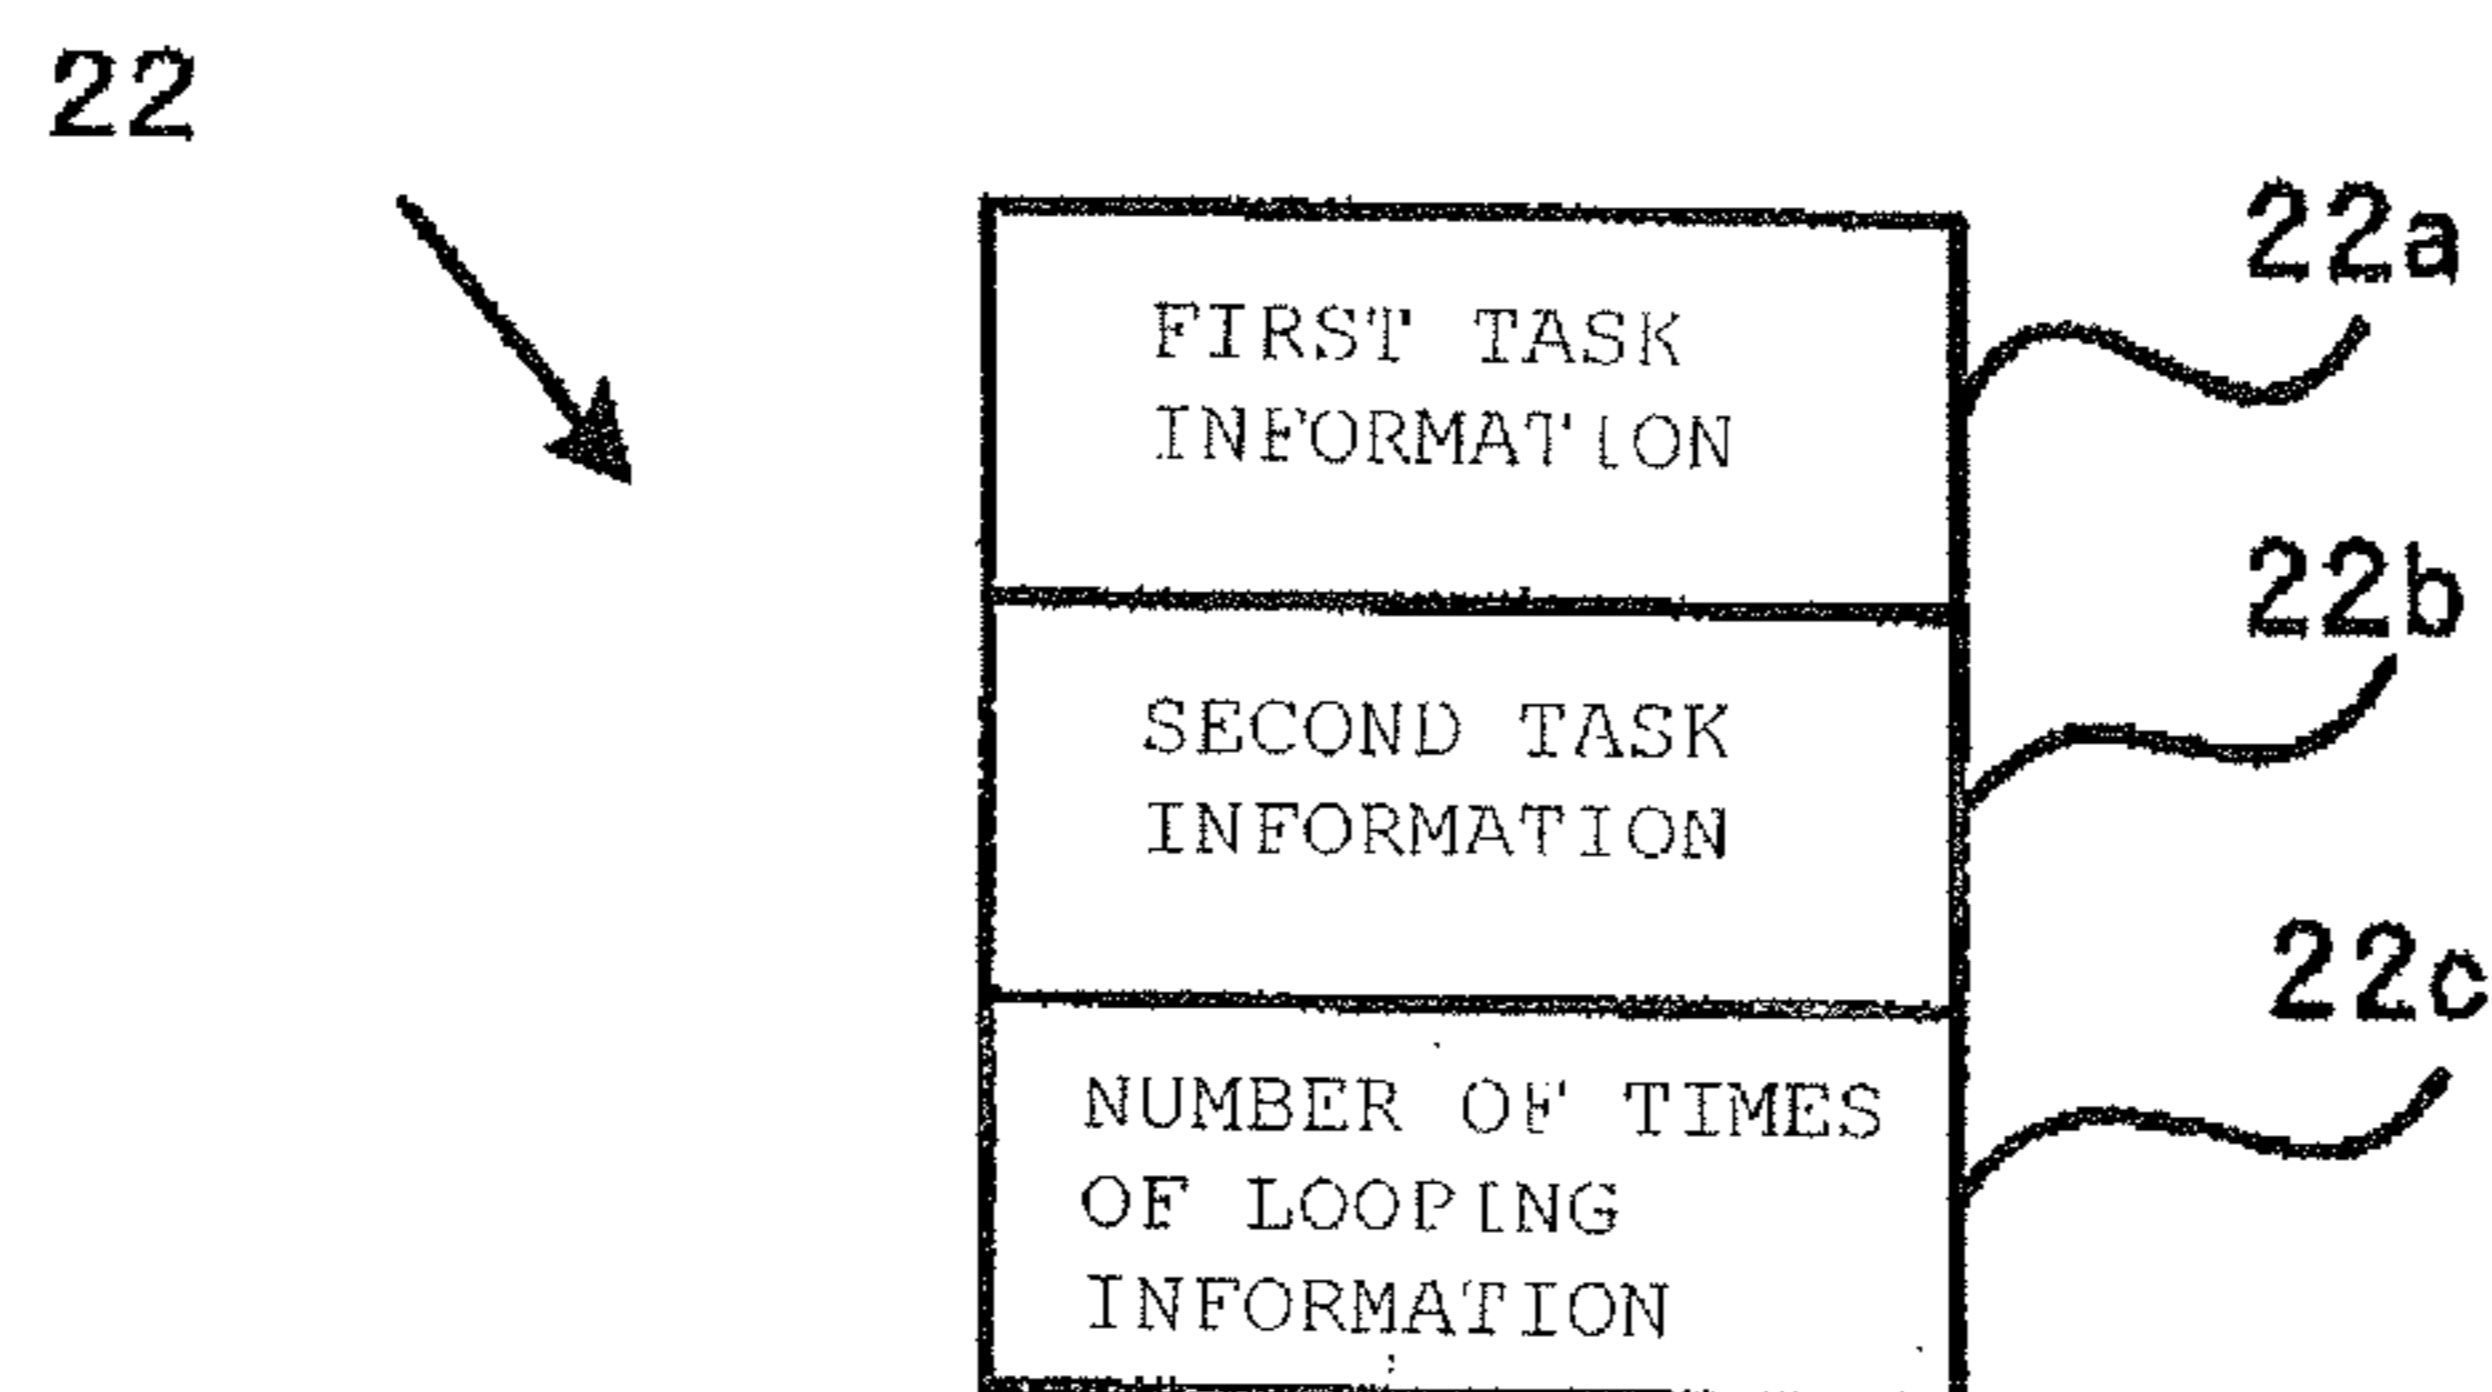 22
22a
FIRST TASK
INFORMATION
22b
SECOND TASK
INFORMATION
22c
NUMBER OF TIMES
OF LOOPING
INFORMATION